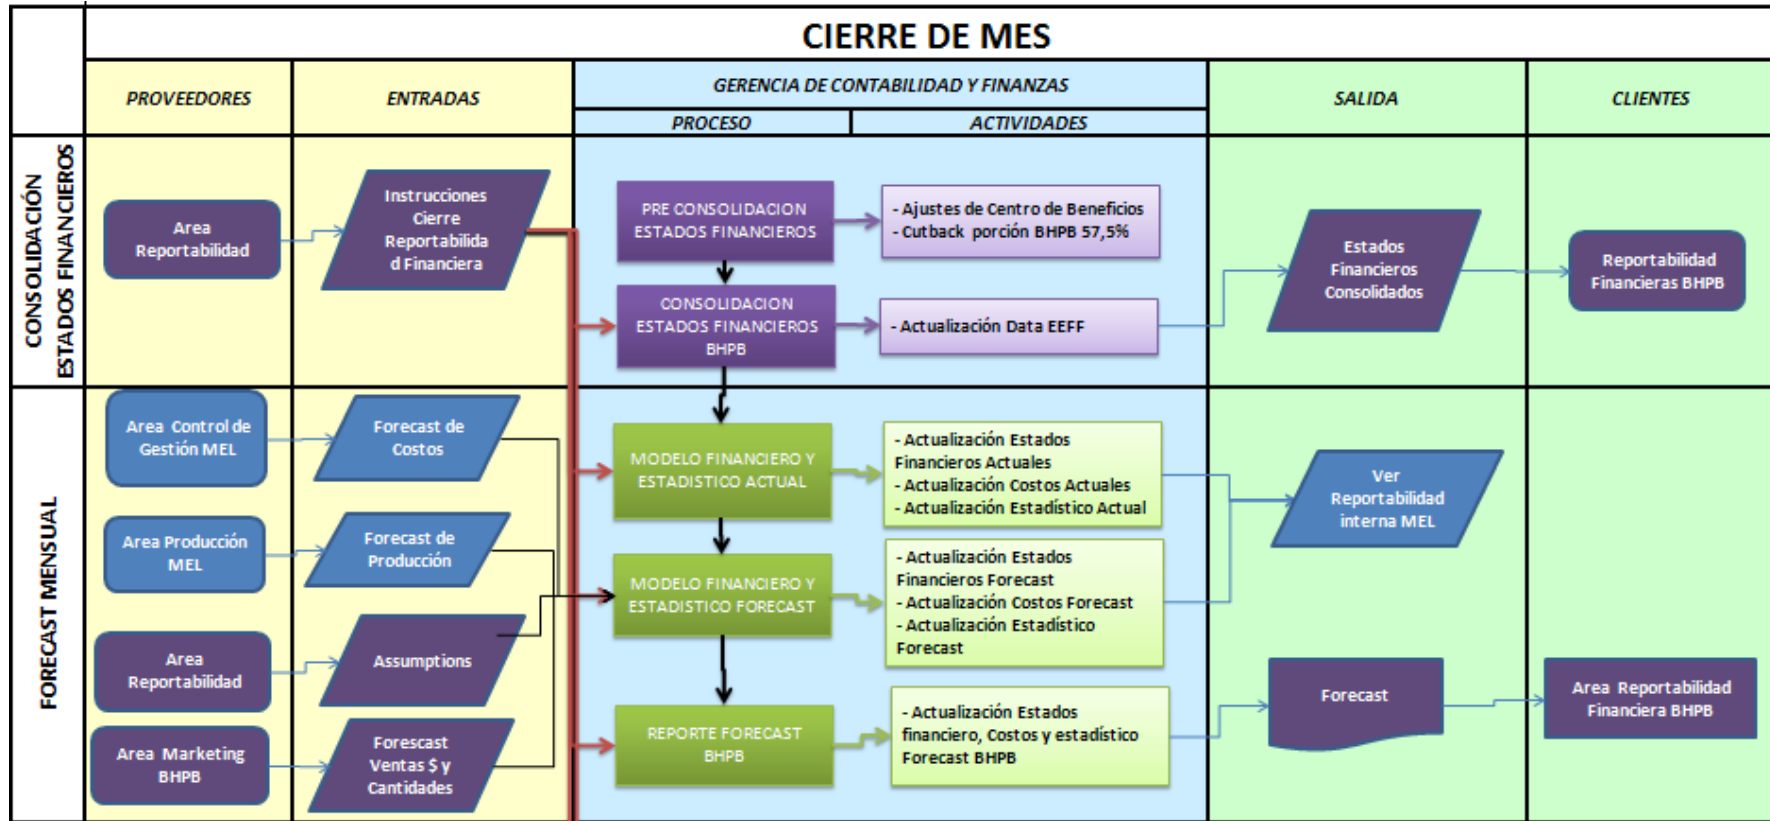 CIERRE DE MES
PROVEEDORES
ENTRADAS
GERENCIA DE CONTABILIDAD Y FINANZAS
PROCESO
ACTIVIDADES
SALIDA
CLIENTES
CONSOLIDACIÓN
ESTADOS FINANCIEROS
Area
Reportabilidad
Instrucciones
Cierre
Reportabilida
d Financiera
PRE CONSOLIDACION
ESTADOS FINANCIEROS
- Ajustes de Centro de Beneficios
- Cutback porción BHPB 57,5%
CONSOLIDACION
ESTADOS FINANCIEROS
BHPB
- Actualización Data EEFF
Estados
Financieros
Consolidados
Reportabilidad
Financieras BHPB
FORECAST MENSUAL
Area Control de
Gestión MEL
Forecast de
Costos
Area Producción
MEL
Forecast de
Producción
Area
Reportabilidad
Assumptions
Area Marketing
BHPB
Forescast
Ventas $ y
Cantidades
MODELO FINANCIERO Y
ESTADISTICO ACTUAL
- Actualización Estados
Financieros Actuales
- Actualización Costos Actuales
- Actualización Estadístico Actual
MODELO FINANCIERO Y
ESTADISTICO FORECAST
- Actualización Estados
Financieros Forecast
- Actualización Costos Forecast
- Actualización Estadístico
Forecast
REPORTE FORECAST
BHPB
- Actualización Estados
financiero, Costos y estadístico
Forecast BHPB
Ver
Reportabilidad
interna MEL
Forecast
Area Reportabilidad
Financiera BHPB